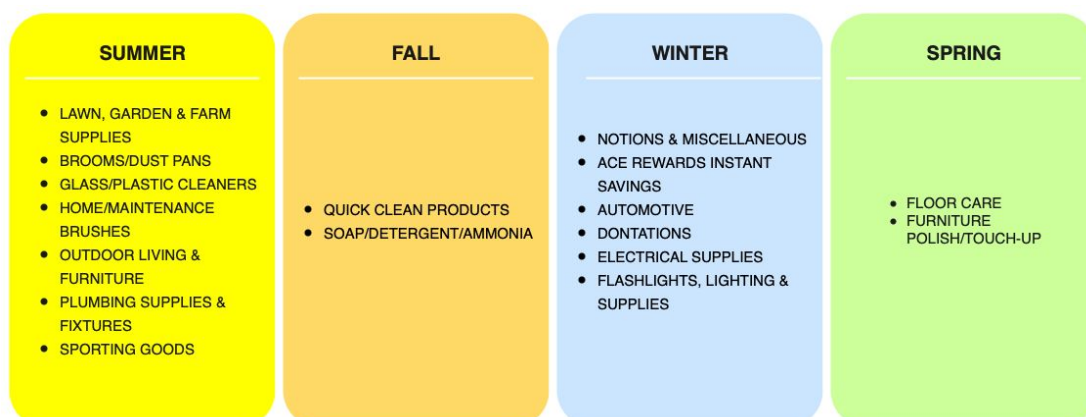 SUMMER
• LAWN, GARDEN & FARM
SUPPLIES
• BROOMS/DUST PANS
• GLASS/PLASTIC CLEANERS
• HOME/MAINTENANCE
BRUSHES
• OUTDOOR LIVING &
FURNITURE
• PLUMBING SUPPLIES &
FIXTURES
• SPORTING GOODS
FALL
• QUICK CLEAN PRODUCTS
• SOAP/DETERGENT/AMMONIA
WINTER
• NOTIONS & MISCELLANEOUS
• ACE REWARDS INSTANT
SAVINGS
• AUTOMOTIVE
• DONTATIONS
• ELECTRICAL SUPPLIES
• FLASHLIGHTS, LIGHTING &
SUPPLIES
SPRING
• FLOOR CARE
• FURNITURE
POLISH/TOUCH-UP